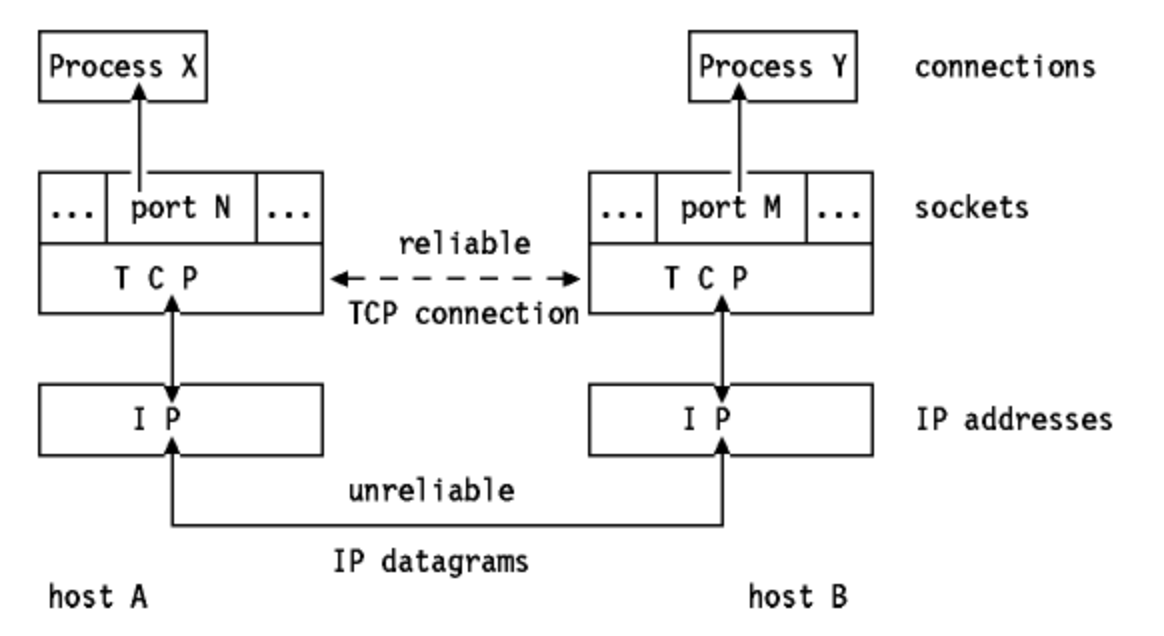 Process X Process Y connections
... port N ... ... port M ... sockets
reliable
T C P T C P
TCP connection
I P I P IP addresses
unreliable
IP datagrams
host A host B